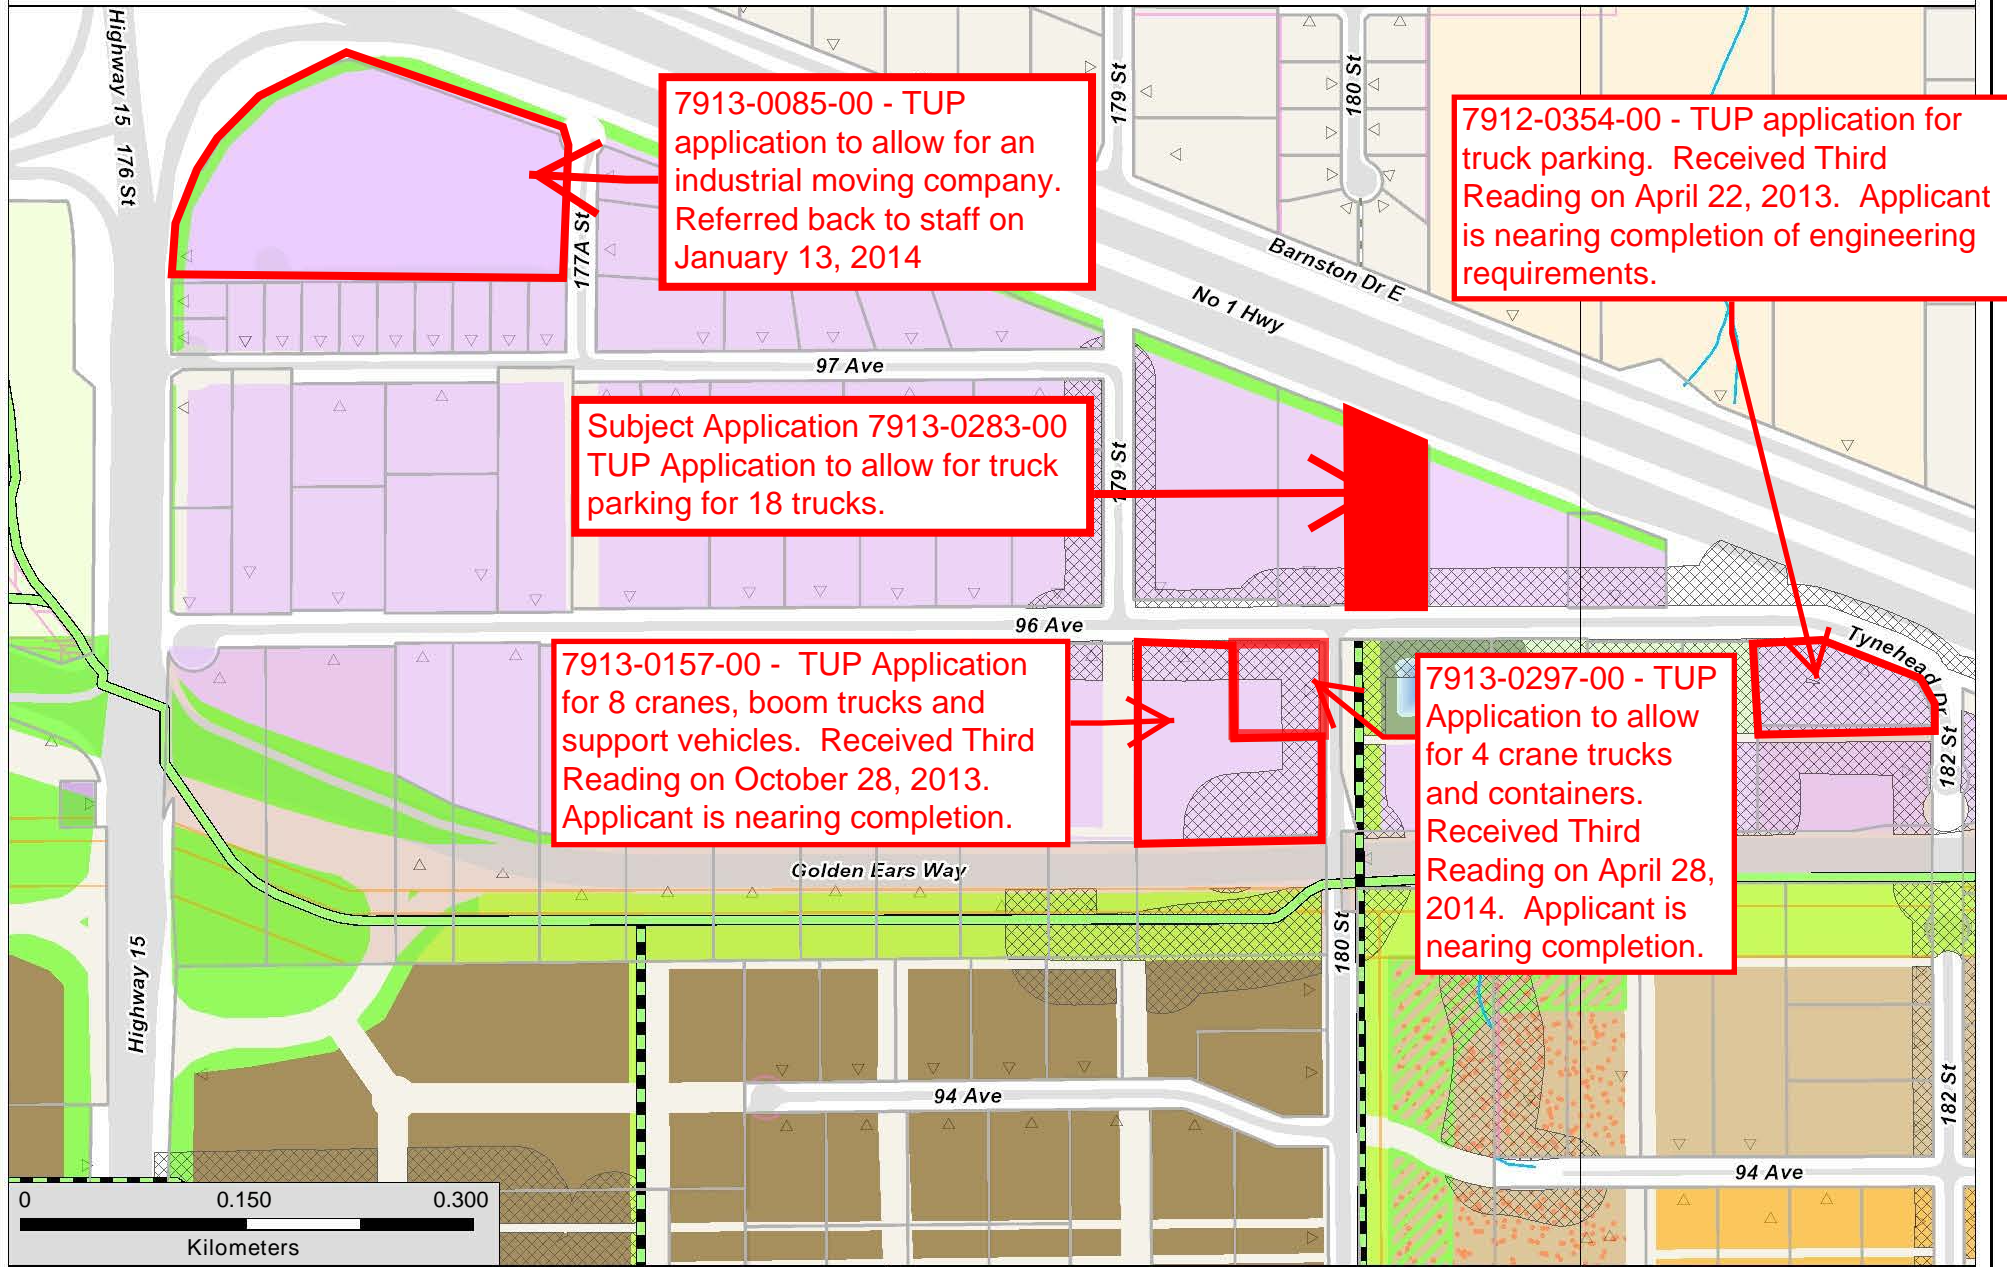 Highway 15
176 St
179 St
180 St
7913-0085-00 - TUP
application to allow for an
industrial moving company.
Referred back to staff on
January 13, 2014
7912-0354-00 - TUP application for
truck parking.  Received Third
Reading on April 22, 2013.  Applicant
is nearing completion of engineering
requirements.
177A St
Barnston Dr E
No 1 Hwy
97 Ave
Subject Application 7913-0283-00
TUP Application to allow for truck
parking for 18 trucks.
179 St
96 Ave
Tynehead Dr
7913-0157-00 -  TUP Application
for 8 cranes, boom trucks and
support vehicles.  Received Third
Reading on October 28, 2013.
Applicant is nearing completion.
7913-0297-00 - TUP
Application to allow
for 4 crane trucks
and containers.
Received Third
Reading on April 28,
2014.  Applicant is
nearing completion.
182 St
Golden Ears Way
180 St
Highway 15
94 Ave
182 St
94 Ave
0 0.150 0.300
Kilometers